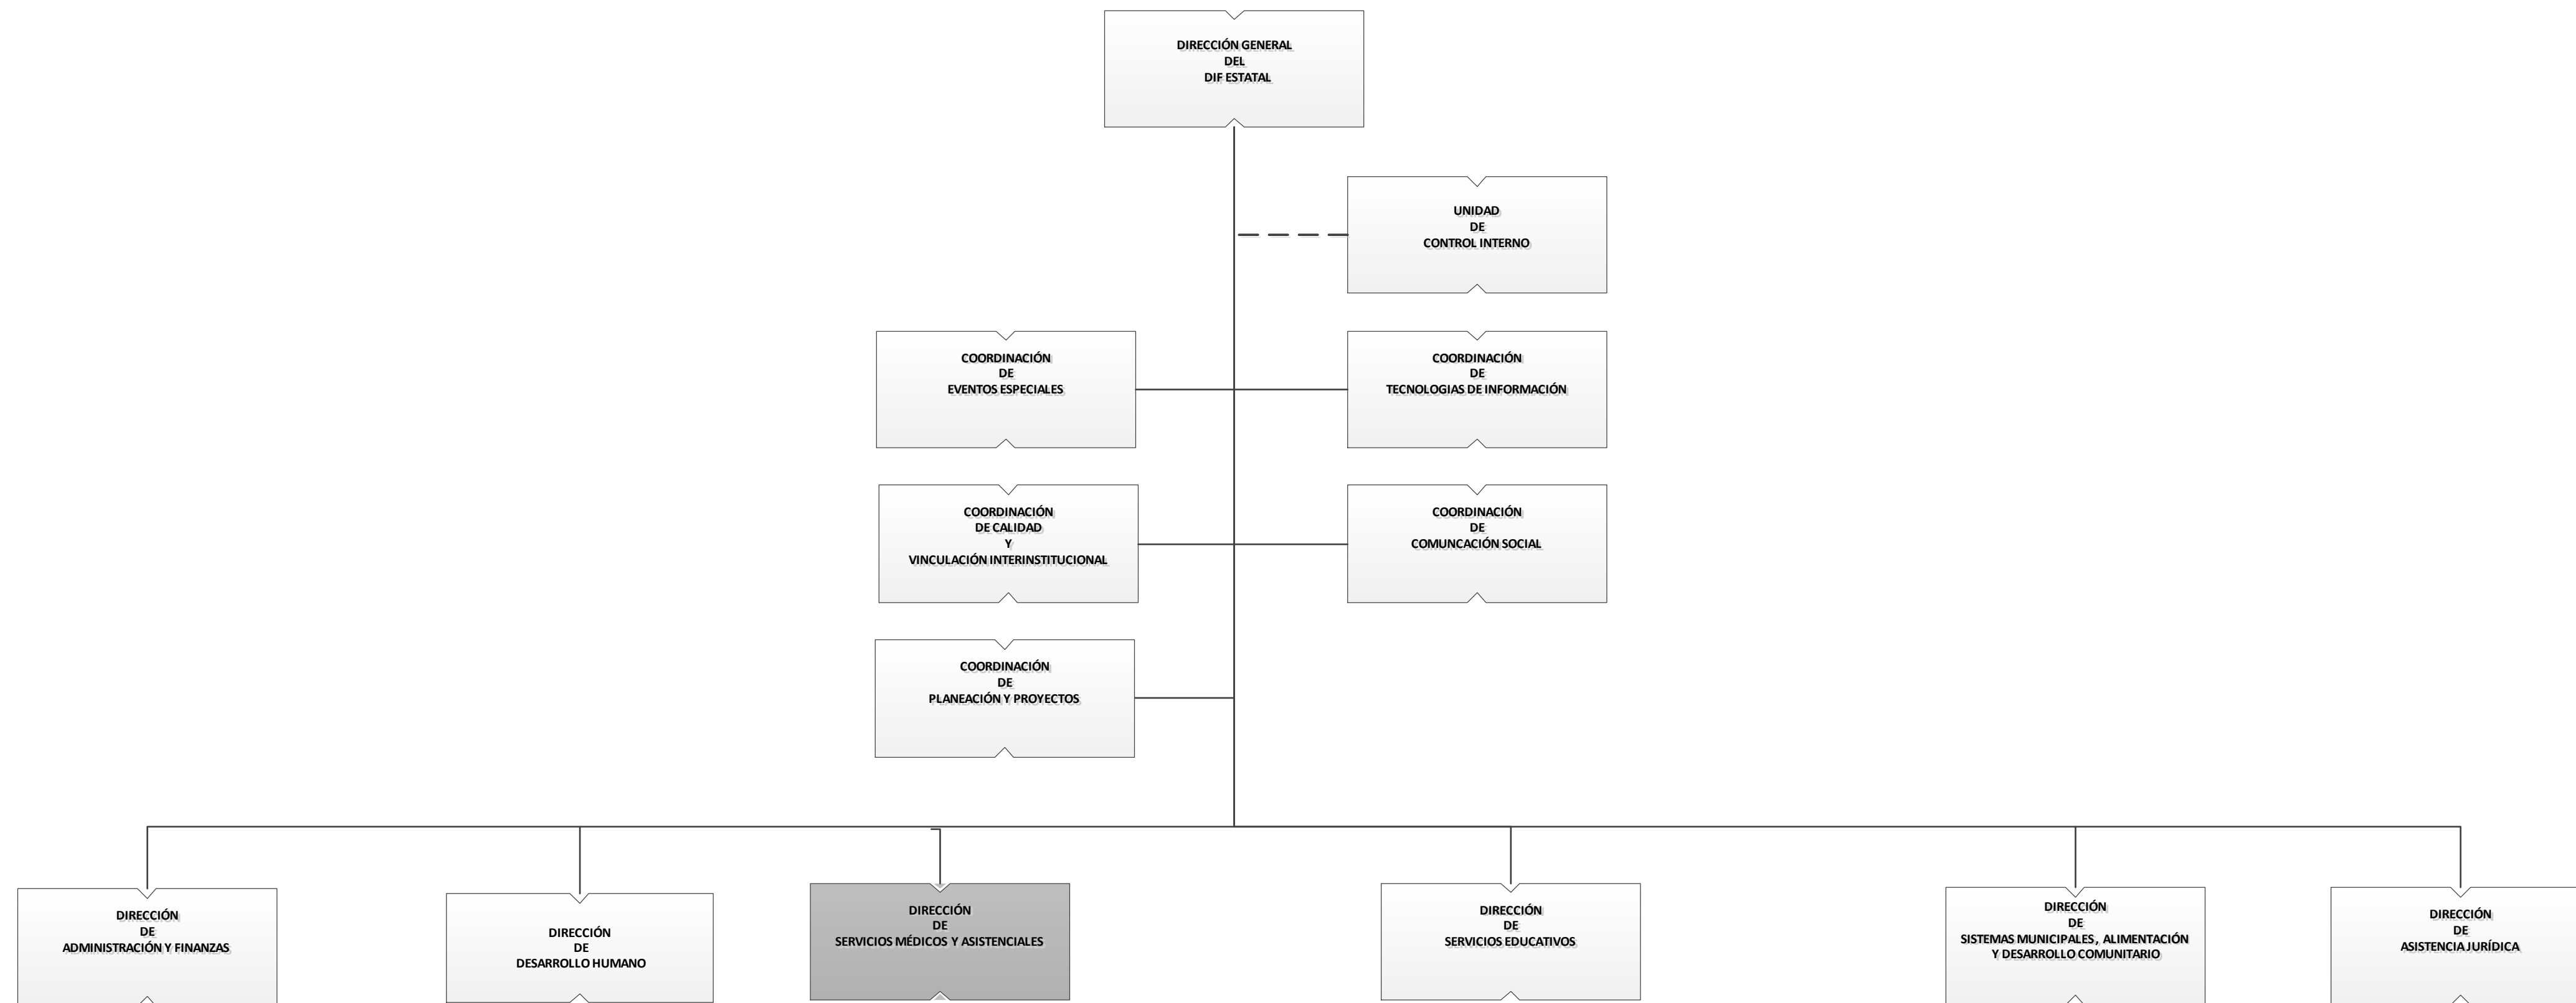 DIRECCIÓN GENERAL
DEL
DIF ESTATAL
UNIDAD
DE
CONTROL INTERNO
COORDINACIÓN
DE
EVENTOS ESPECIALES
COORDINACIÓN
DE
TECNOLOGIAS DE INFORMACIÓN
COORDINACIÓN
DE CALIDAD
Y
VINCULACIÓN INTERINSTITUCIONAL
COORDINACIÓN
DE
COMUNCACIÓN SOCIAL
COORDINACIÓN
DE
PLANEACIÓN Y PROYECTOS
DIRECCIÓN
DE
ADMINISTRACIÓN Y FINANZAS
DIRECCIÓN
DE
DESARROLLO HUMANO
DIRECCIÓN
DE
SERVICIOS MÉDICOS Y ASISTENCIALES
DIRECCIÓN
DE
SERVICIOS EDUCATIVOS
DIRECCIÓN
DE
SISTEMAS MUNICIPALES, ALIMENTACIÓN
Y DESARROLLO COMUNITARIO
DIRECCIÓN
DE
ASISTENCIA JURÍDICA